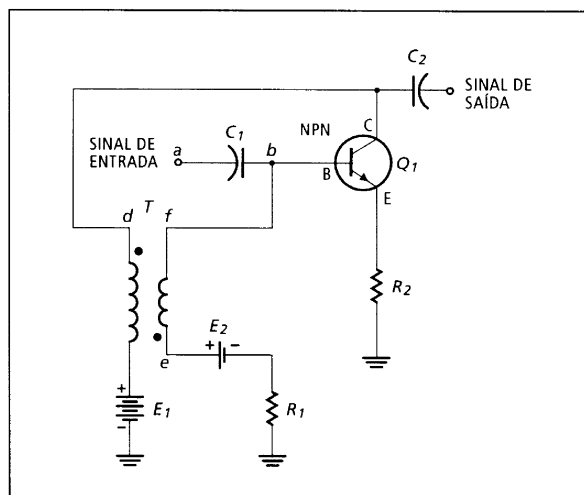 C2
SINAL DE
SAÍDA
NPN
C
C1
SINAL DE
ENTRADA
a
b
B
Q1
E
d
T
f
R2
E2
+
-
e
+
E1
-
R1